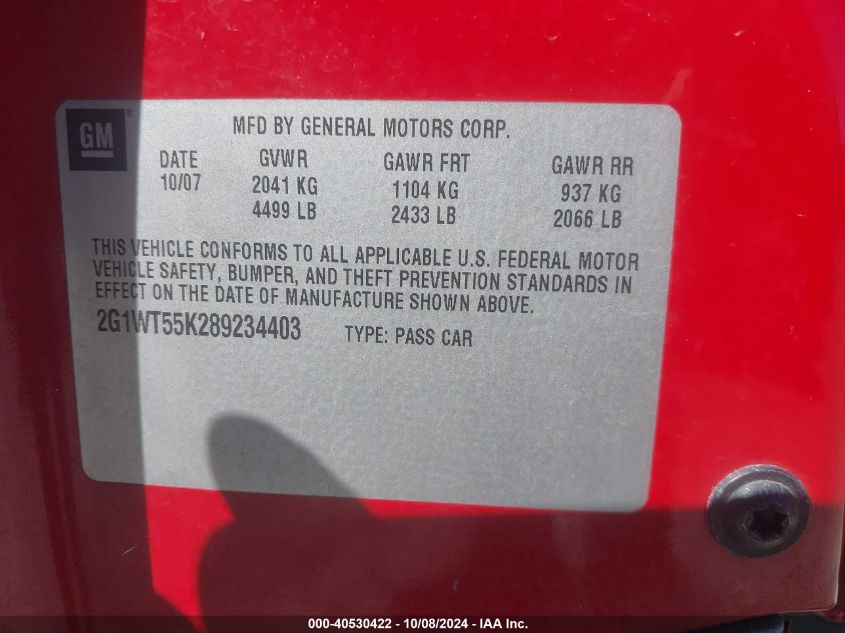 GM
MFD BY GENERAL MOTORS CORP.
DATE GVWR GAWR FRT GAWR RR
10/07 2041 KG 1104 KG 937 KG
4499 LB 2433 LB 2066 LB
THIS VEHICLE CONFORMS TO ALL APPLICABLE U.S. FEDERAL MOTOR
VEHICLE SAFETY, BUMPER, AND THEFT PREVENTION STANDARDS IN
EFFECT ON THE DATE OF MANUFACTURE SHOWN ABOVE.
2G1WT55K289234403 TYPE: PASS CAR
000-40530422 - 10/08/2024 - IAA Inc.